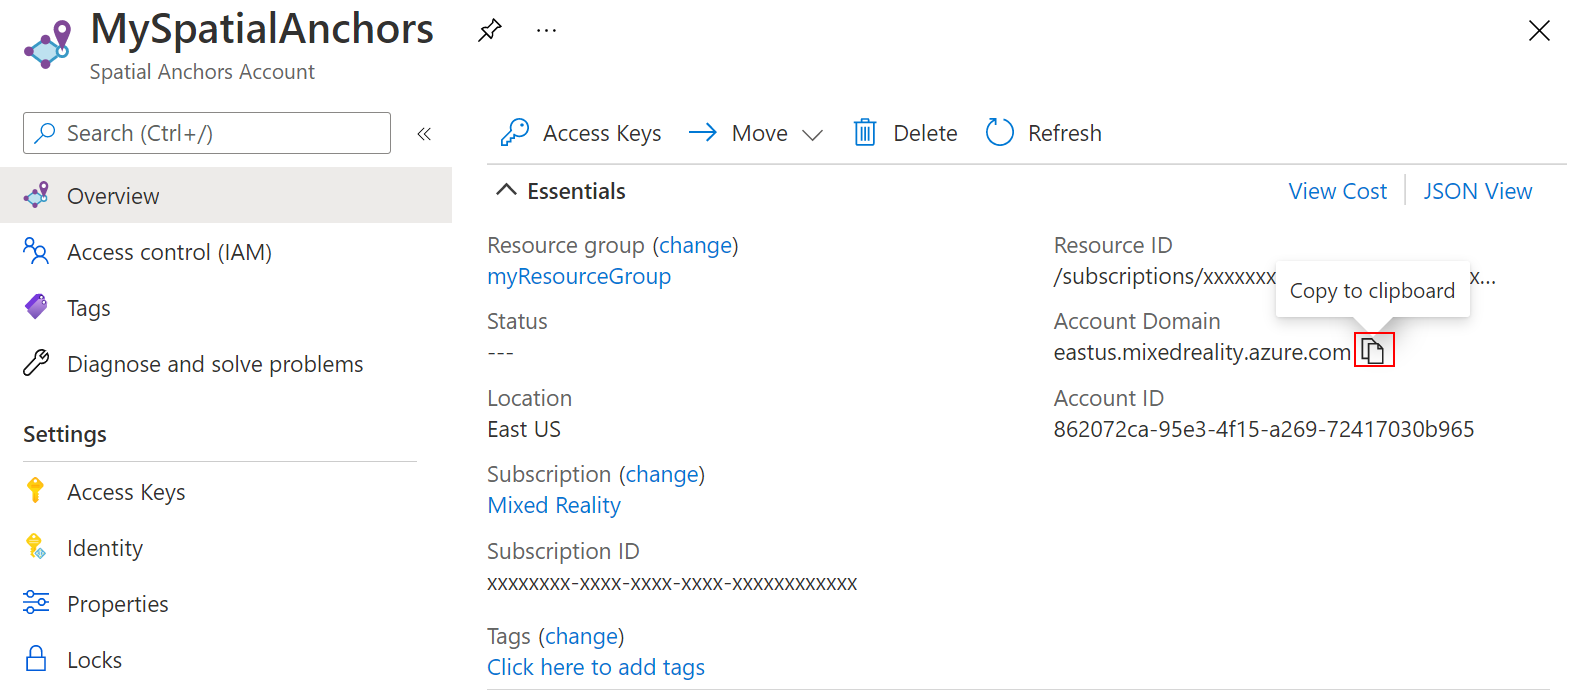 MySpatialAnchors
...
Spatial Anchors Account
Search (Ctrl+/)
«
Overview
Access control (IAM)
Tags
Diagnose and solve problems
Settings
Access Keys
Identity
Properties
Locks
Access Keys
Move
Delete
Refresh
Essentials
View Cost
JSON View
Resource group (change)
myResourceGroup
Status
---
Location
East US
Subscription (change)
Mixed Reality
Subscription ID
xxxxxxxx-xxxx-xxxx-xxxx-xxxxxxxxxxxx
Tags (change)
Click here to add tags
Resource ID
/subscriptions/xxxxxxx x...
Copy to clipboard
Account Domain
eastus.mixedreality.azure.com
Account ID
862072ca-95e3-4f15-a269-72417030b965